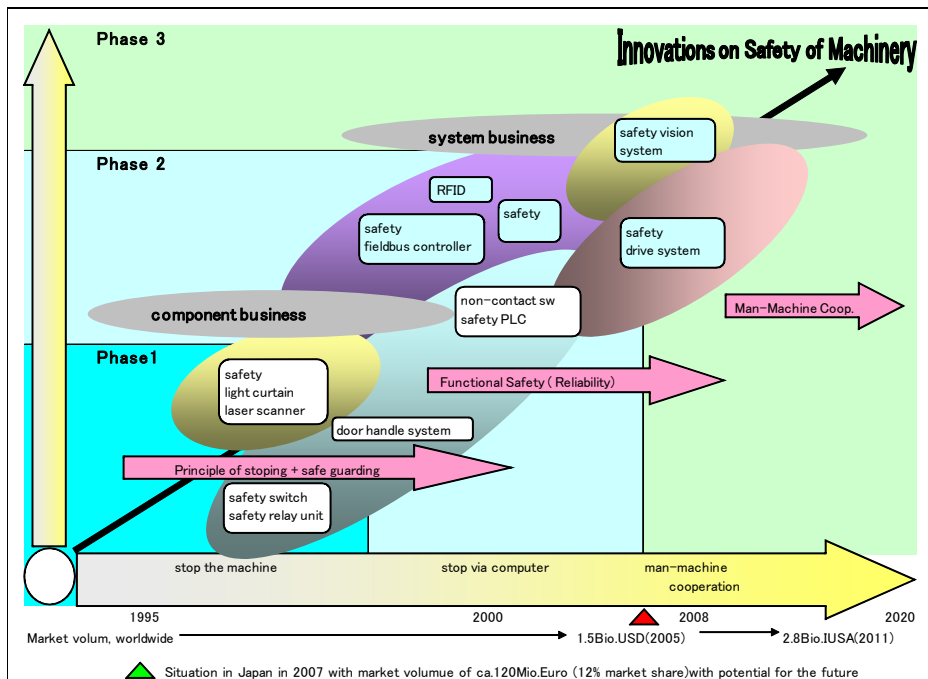 Phase 3
Innovations on Safety of Machinery
system business
safety vision
system
Phase 2
RFID
safety
safety
fieldbus controller
safety
drive system
non-contact sw
safety PLC
component business
Man-Machine Coop.
Phase1
safety
light curtain
laser scanner
Functional Safety ( Reliability)
door handle system
Principle of stoping + safe guarding
safety switch
safety relay unit
stop the machine
stop via computer
man-machine
cooperation
1995
2000
2008
2020
Market volum, worldwide
1.5Bio.USD(2005)
2.8Bio.IUSA(2011)
Situation in Japan in 2007 with market volumue of ca.120Mio.Euro (12% market share)with potential for the future